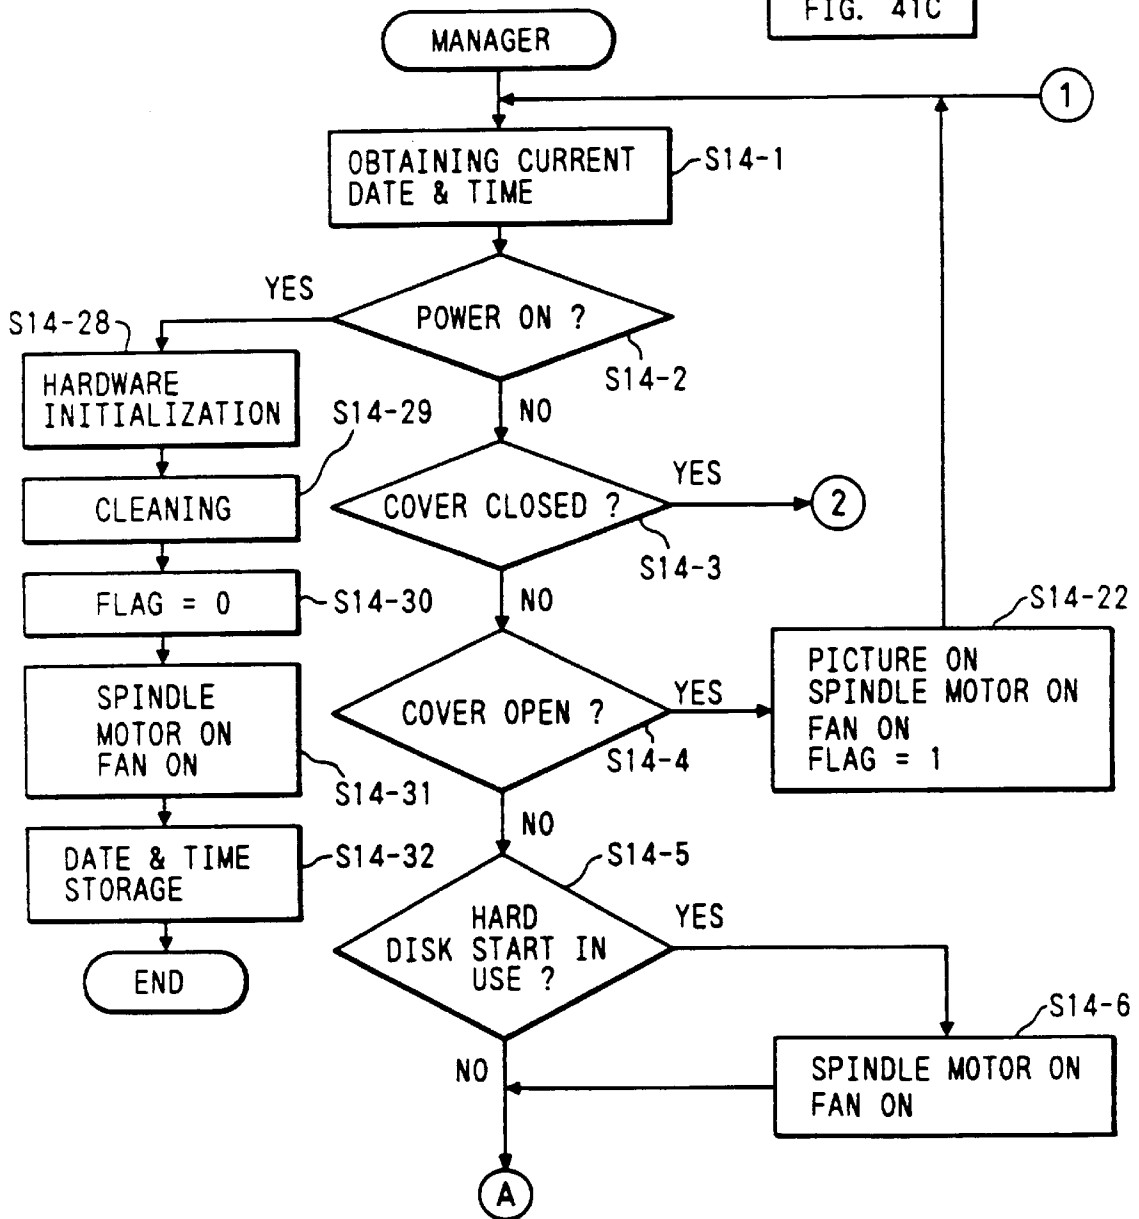 FIG. 41C
MANAGER
1
OBTAINING CURRENT
DATE & TIME
S14-1
YES
POWER ON ?
S14-2
S14-28
HARDWARE
INITIALIZATION
NO
S14-29
CLEANING
COVER CLOSED ?
YES
2
S14-3
FLAG = 0
S14-30
NO
S14-22
PICTURE ON
SPINDLE MOTOR ON
FAN ON
FLAG = 1
SPINDLE
MOTOR ON
FAN ON
S14-31
COVER OPEN ?
YES
S14-4
NO
DATE & TIME
STORAGE
S14-32
S14-5
HARD
DISK START IN
USE ?
YES
END
S14-6
NO
SPINDLE MOTOR ON
FAN ON
A